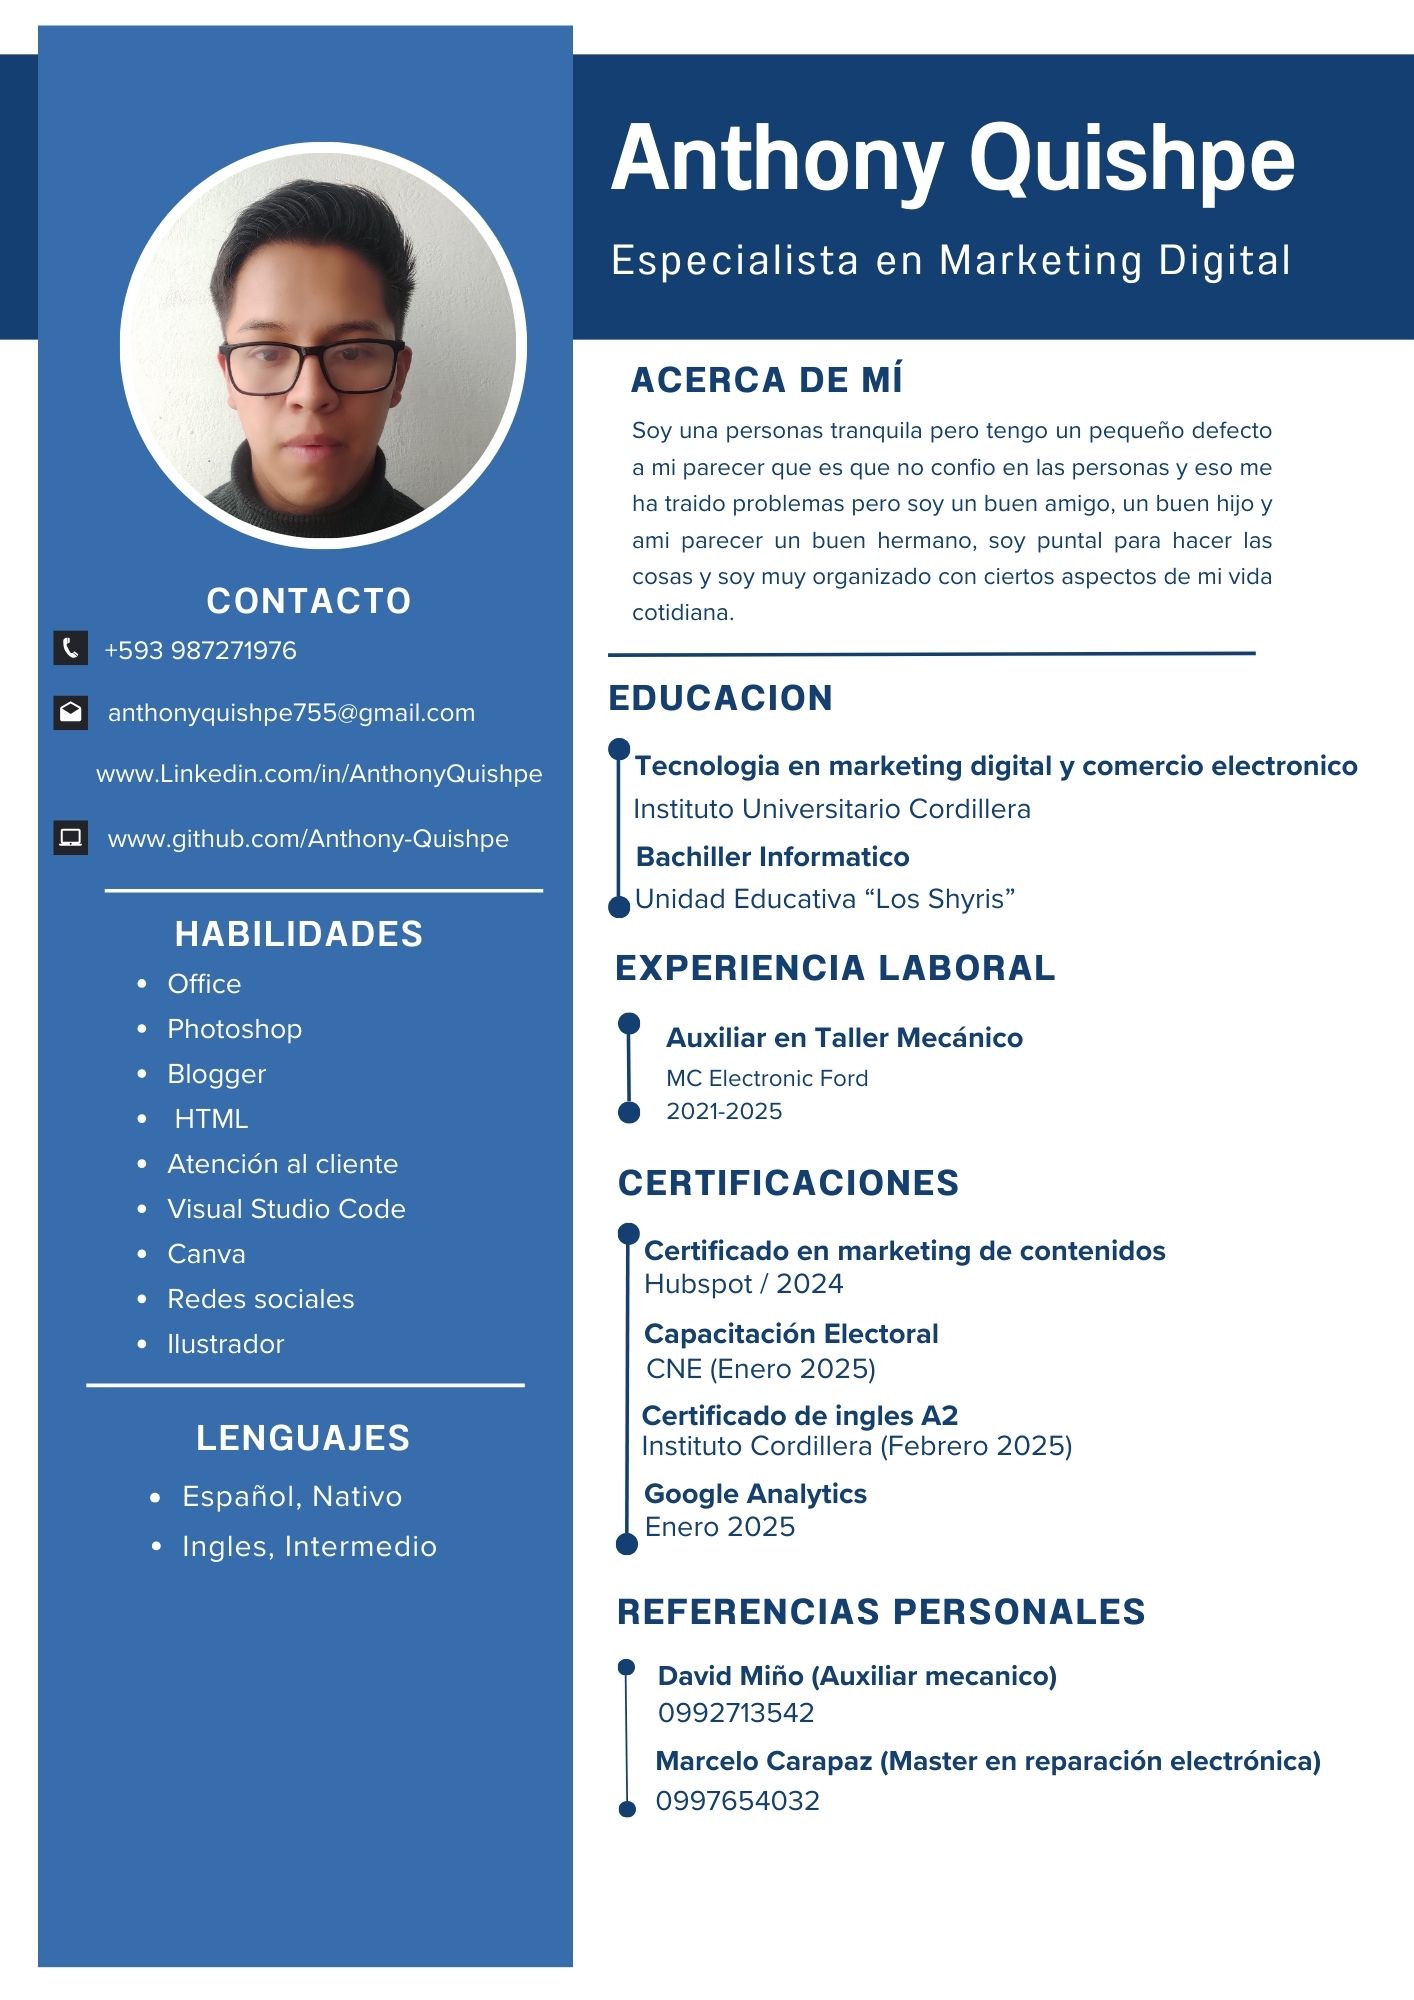 Anthony Quishpe
Especialista en Marketing Digital
CONTACTO
+593 987271976
anthonyquishpe755@gmail.com
www.Linkedin.com/in/AnthonyQuishpe
www.github.com/Anthony-Quishpe
HABILIDADES
• Office
• Photoshop
• Blogger
• HTML
• Atención al cliente
• Visual Studio Code
• Canva
• Redes sociales
• Ilustrador
LENGUAJES
• Español, Nativo
• Ingles, Intermedio
ACERCA DE MÍ
Soy una personas tranquila pero tengo un pequeño defecto
a mi parecer que es que no confio en las personas y eso me
ha traido problemas pero soy un buen amigo, un buen hijo y
ami parecer un buen hermano, soy puntal para hacer las
cosas y soy muy organizado con ciertos aspectos de mi vida
cotidiana.
EDUCACION
Tecnologia en marketing digital y comercio electronico
Instituto Universitario Cordillera
Bachiller Informatico
Unidad Educativa “Los Shyris”
EXPERIENCIA LABORAL
Auxiliar en Taller Mecánico
MC Electronic Ford
2021-2025
CERTIFICACIONES
Certificado en marketing de contenidos
Hubspot / 2024
Capacitación Electoral
CNE (Enero 2025)
Certificado de ingles A2
Instituto Cordillera (Febrero 2025)
Google Analytics
Enero 2025
REFERENCIAS PERSONALES
David Miño (Auxiliar mecanico)
0992713542
Marcelo Carapaz (Master en reparación electrónica)
0997654032